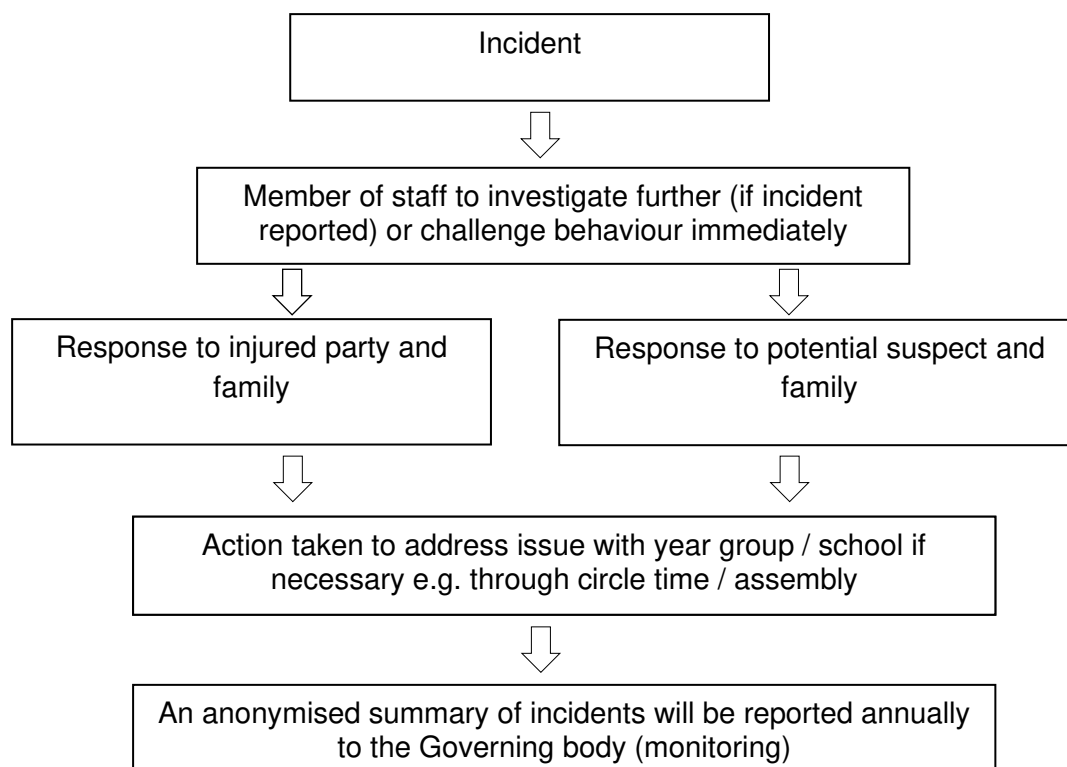 Incident
Member of staff to investigate further (if incident
reported) or challenge behaviour immediately
Response to injured party and
family
Response to potential suspect and
family
Action taken to address issue with year group / school if
necessary e.g. through circle time / assembly
An anonymised summary of incidents will be reported annually
to the Governing body (monitoring)